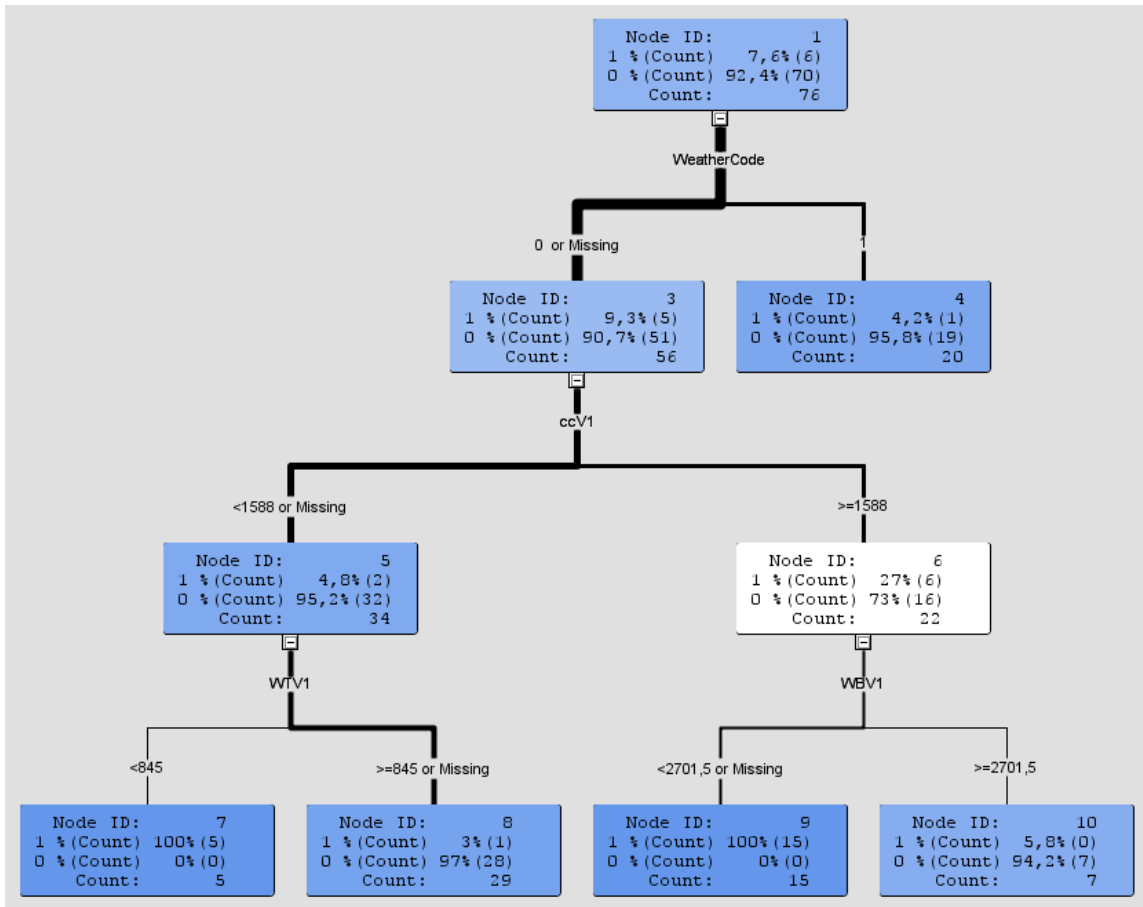 Node ID: 1
1 %(Count) 7,6%(6)
0 %(Count) 92,4%(70)
Count: 76
WeatherCode
0 or Missing
1
Node ID: 3
1 %(Count) 9,3%(5)
0 %(Count) 90,7%(51)
Count: 56
Node ID: 4
1 %(Count) 4,2%(1)
0 %(Count) 95,8%(19)
Count: 20
ccV1
<1588 or Missing
>=1588
Node ID: 5
1 %(Count) 4,8%(2)
0 %(Count) 95,2%(32)
Count: 34
Node ID: 6
1 %(Count) 27%(6)
0 %(Count) 73%(16)
Count: 22
WTV1
WBV1
<845
>=845 or Missing
<2701,5 or Missing
>=2701,5
Node ID: 7
1 %(Count) 100%(5)
0 %(Count) 0%(0)
Count: 5
Node ID: 8
1 %(Count) 3%(1)
0 %(Count) 97%(28)
Count: 29
Node ID: 9
1 %(Count) 100%(15)
0 %(Count) 0%(0)
Count: 15
Node ID: 10
1 %(Count) 5,8%(0)
0 %(Count) 94,2%(7)
Count: 7